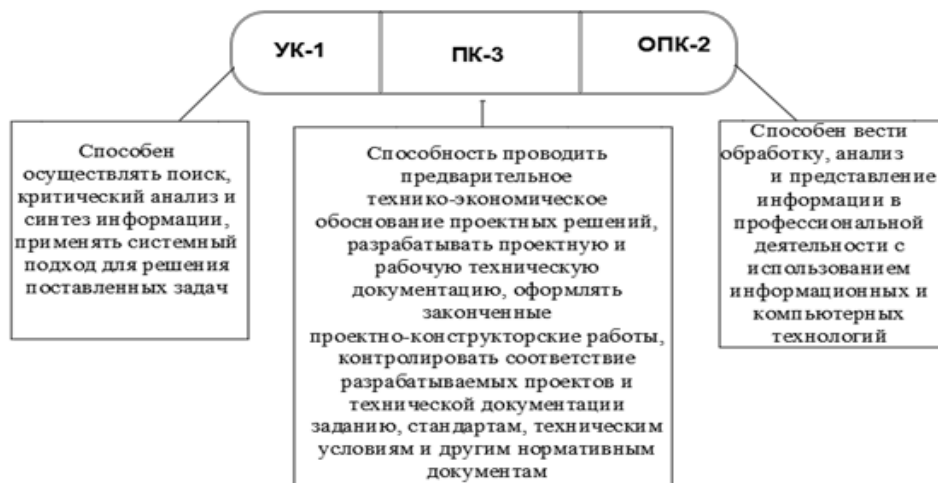 УК-1
ПК-3
ОПК-2
Способен
осуществлять поиск,
критический анализ и
синтез информации,
применять системный
подход для решения
поставленных задач
Способность проводить
предварительное
технико-экономическое
обоснование проектных решений,
разрабатывать проектную и
рабочую техническую
документацию, оформлять
законченные
проектно-конструкторские работы,
контролировать соответствие
разрабатываемых проектов и
технической документации
заданию, стандартам, техническим
условиям и другим нормативным
документам
Способен вести
обработку, анализ
и представление
информации в
профессиональной
деятельности с
использованием
информационных и
компьютерных
технологий